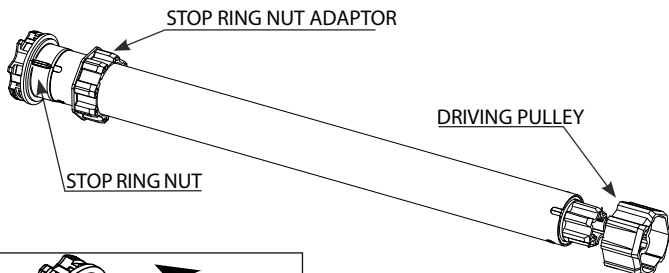 STOP RING NUT ADAPTOR
DRIVING PULLEY
STOP RING NUT